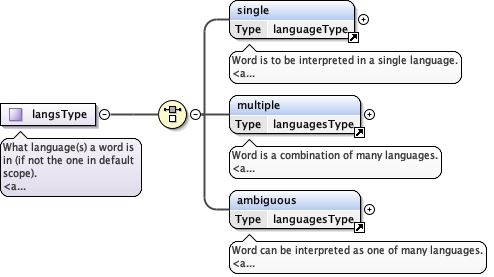 single
Type languageType
Word is to be interpreted in a single language.
<a...
langsType
What language(s) a word is
in (if not the one in default
scope).
<a...
multiple
Type languagesType
Word is a combination of many languages.
<a...
ambiguous
Type languagesType
Word can be interpreted as one of many languages.
<a...